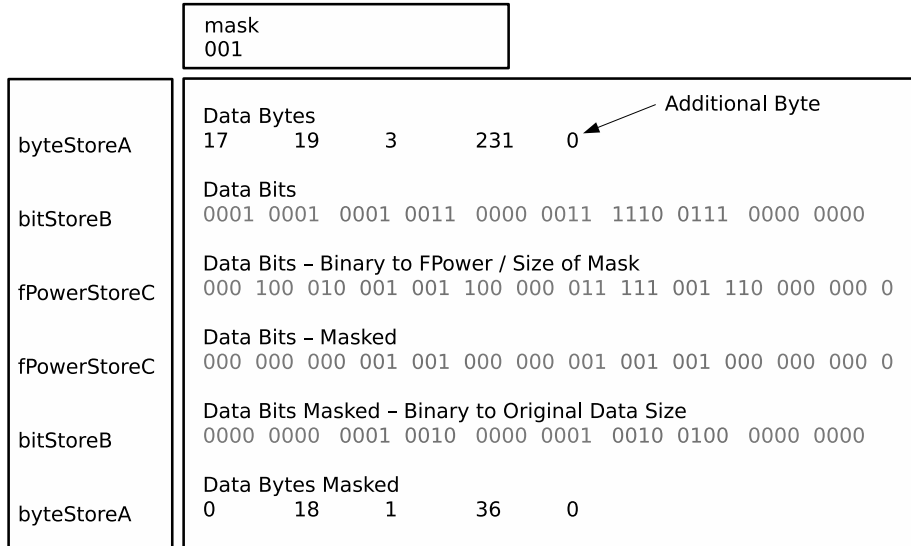 mask
001
Additional Byte
Data Bytes
byteStoreA 17 19 3 231 0
Data Bits
bitStoreB 0001 0001 0001 0011 0000 0011 1110 0111 0000 0000
Data Bits – Binary to FPower / Size of Mask
fPowerStoreC 000 100 010 001 001 100 000 011 111 001 110 000 000 0
Data Bits – Masked
fPowerStoreC 000 000 000 001 001 000 000 001 001 001 000 000 000 0
Data Bits Masked – Binary to Original Data Size
bitStoreB 0000 0000 0001 0010 0000 0001 0010 0100 0000 0000
Data Bytes Masked
byteStoreA 0 18 1 36 0